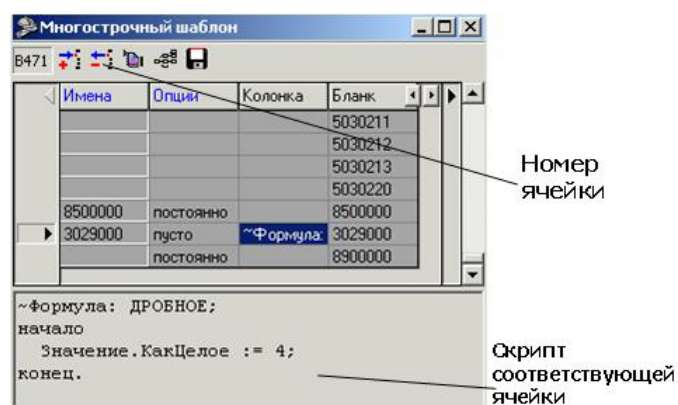 Многострочный шаблон
B471
Имена Опции Колонка Бланк
5030211
5030212
5030213
5030220
8500000 постоянно 8500000
3029000 пусто ~Формула: 3029000
постоянно 8900000
Номер
ячейки
~Формула: ДРОБНОЕ;
начало
Значение.КакЦелое := 4;
конец.
Скрипт
соответствующей
ячейки